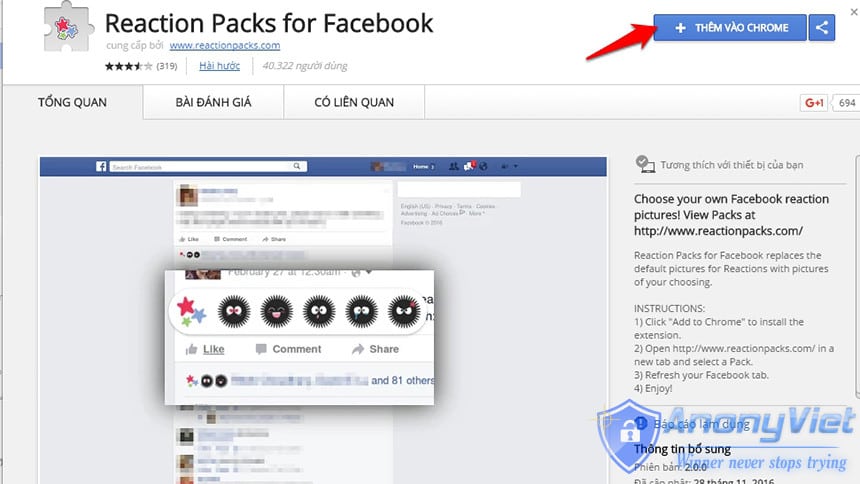 Reaction Packs for Facebook
cung cấp bởi www.reactionpacks.com
(319) Hài hước 40.322 người dùng
THÊM VÀO CHROME
TỔNG QUAN BÀI ĐÁNH GIÁ CÓ LIÊN QUAN
G+1 694
Search Facebook
Home
Like Comment Share
English (US) · Privacy · Terms · Cookies ·
Advertising · Ad Choices · More
Facebook © 2016
February 27 at 12:30am
Like Comment Share
and 81 others
Tương thích với thiết bị của bạn
Choose your own Facebook reaction
pictures! View Packs at
http://www.reactionpacks.com/
Reaction Packs for Facebook replaces
the default pictures for Reactions with pictures
of your choosing.
INSTRUCTIONS:
1) Click "Add to Chrome" to install the
extension.
2) Open http://www.reactionpacks.com/ in a
new tab and select a Pack.
3) Refresh your Facebook tab.
4) Enjoy!
Báo cáo lạm dụng
AnonyViet
Thông tin bổ sung
Winner never stops trying
Phiên bản: 2.0.0
Đã cập nhật: 28 tháng 11, 2016